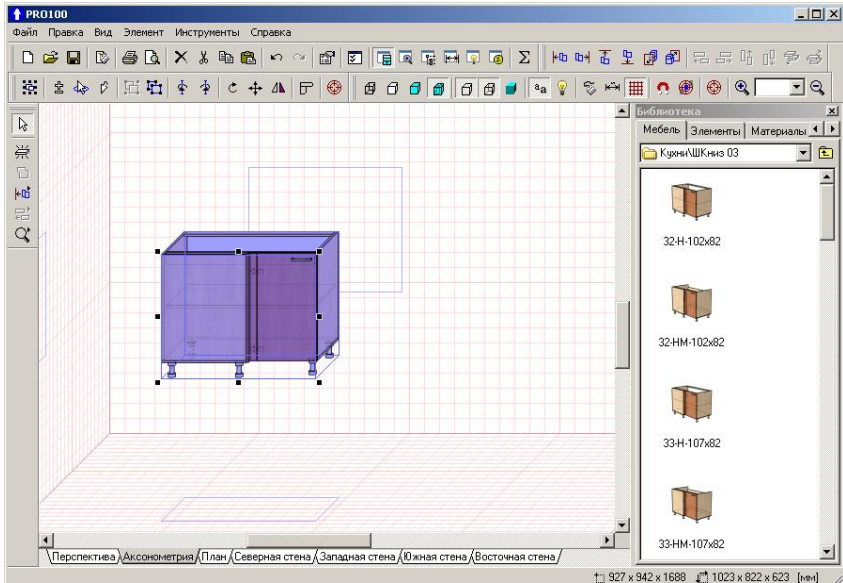 PRO100
Файл Правка Вид Элемент Инструменты Справка
Библиотека
Мебель Элементы Материалы
Кухни\ШКниз 03
32-Н-102x82
32-НМ-102x82
33-Н-107x82
33-НМ-107x82
Перспектива Аксонометрия План Северная стена Западная стена Южная стена Восточная стена
927 x 942 x 1688 1023 x 822 x 623 [мм]